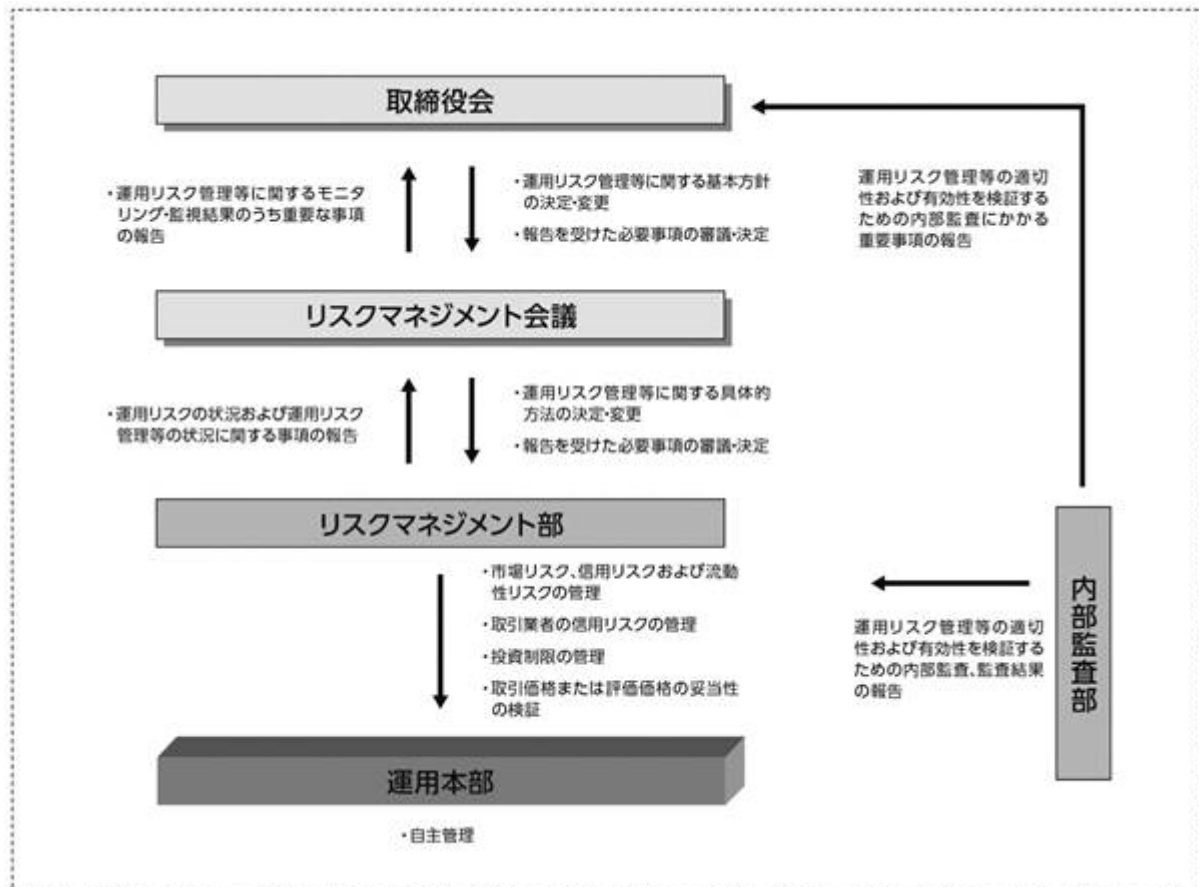 取締役会
・運用リスク管理等に関するモニタ
リング・監視結果のうち重要な事項
の報告
・運用リスク管理等に関する基本方針
の決定・変更
・報告を受けた必要事項の審議・決定
運用リスク管理等の適切
性および有効性を検証す
るための内部監査にかかる
重要事項の報告
リスクマネジメント会議
・運用リスクの状況および運用リスク
管理等の状況に関する事項の報告
・運用リスク管理等に関する具体的
方法の決定・変更
・報告を受けた必要事項の審議・決定
リスクマネジメント部
・市場リスク、信用リスクおよび流動
性リスクの管理
・取引業者の信用リスクの管理
・投資制限の管理
・取引価格または評価価格の妥当性
の検証
運用リスク管理等の適切
性および有効性を検証する
ための内部監査、監査結果
の報告
内部監査部
運用本部
・自主管理